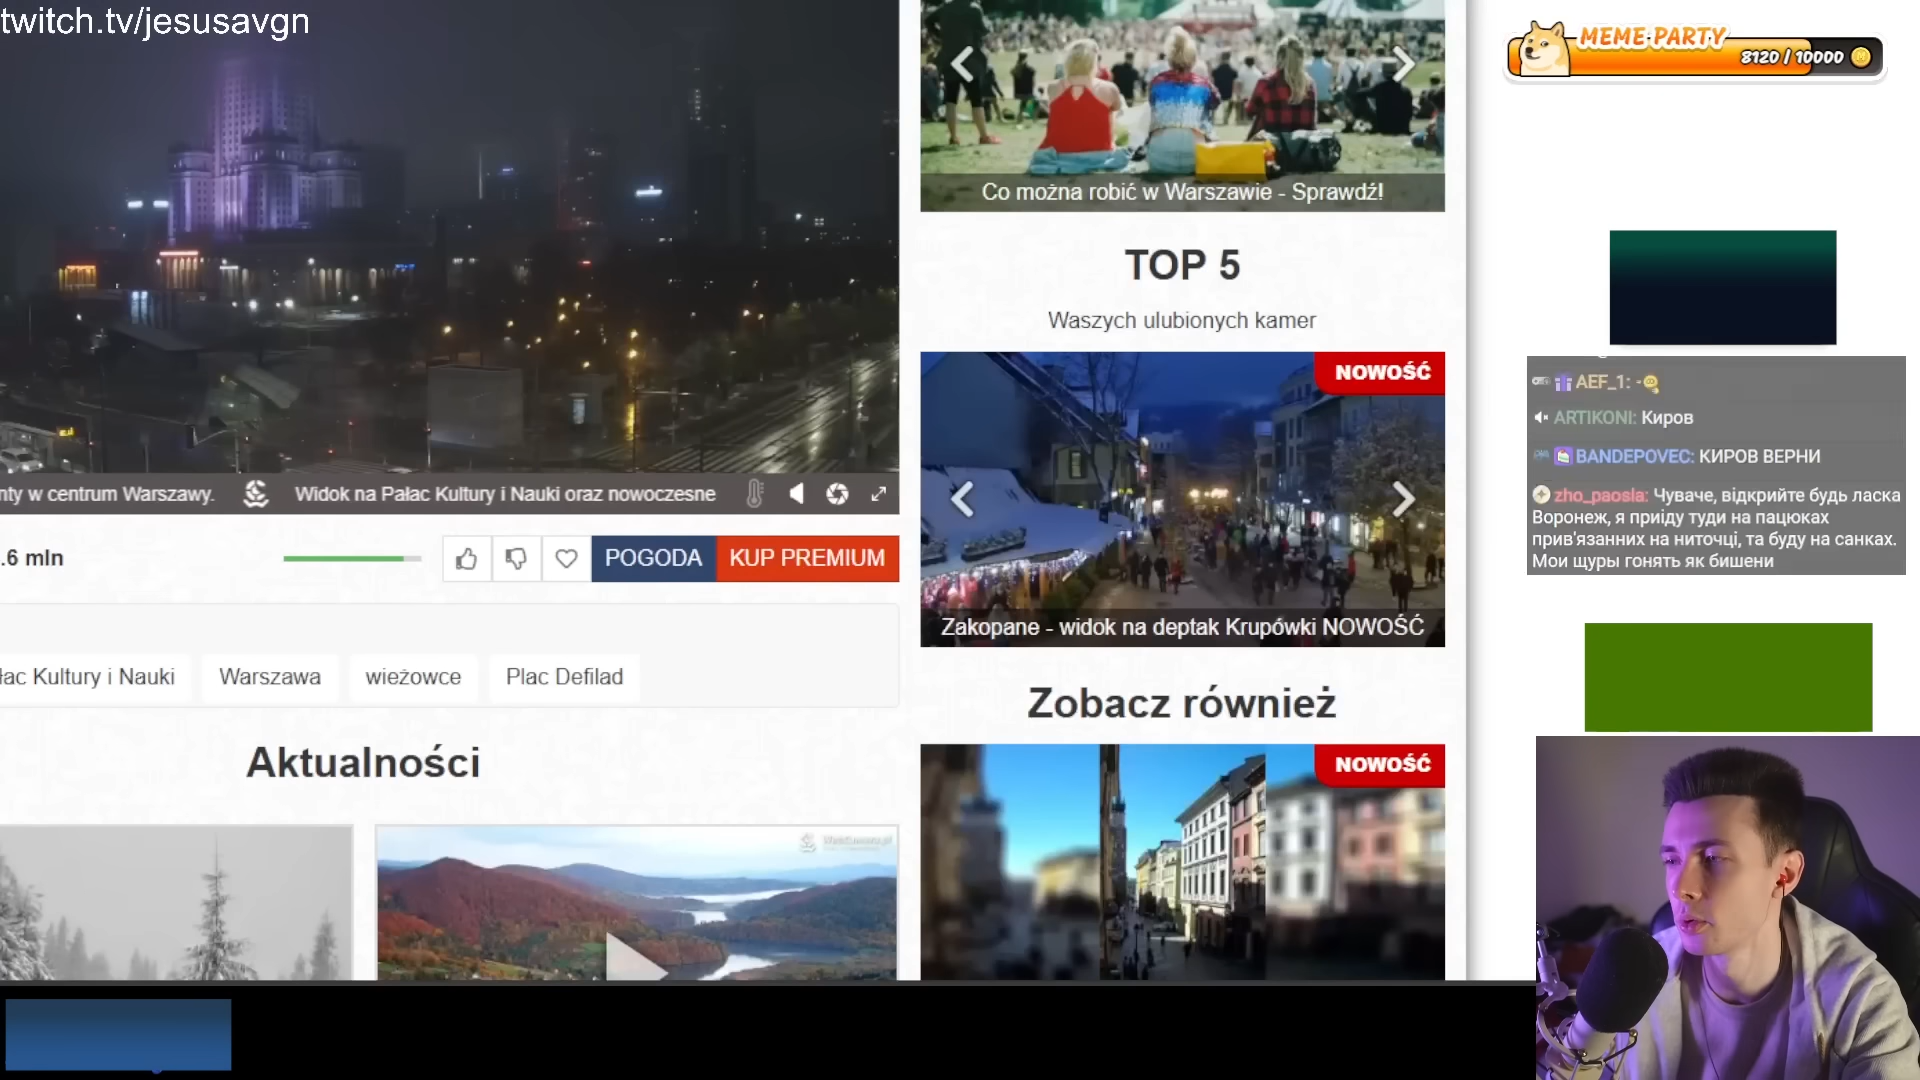 twitch.tv/jesusavgn
nty w centrum Warszawy.
Widok na Pałac Kultury i Nauki oraz nowoczesne
.6 mln
POGODA
KUP PREMIUM
łac Kultury i Nauki
Warszawa
wieżowce
Plac Defilad
Aktualności
Co można robić w Warszawie - Sprawdź!
TOP 5
Waszych ulubionych kamer
NOWOŚĆ
Zakopane - widok na deptak Krupówki NOWOŚĆ
Zobacz również
NOWOŚĆ
MEME PARTY
8120 / 10000
AEF_1: -
ARTIKONI: Киров
BANDEPOVEC: КИРОВ ВЕРНИ
zho_paosla: Чуваче, відкрийте будь ласка
Воронеж, я приїду туди на пацюках
прив'язанних на ниточці, та буду на санках.
Мои щуры гонять як бишени